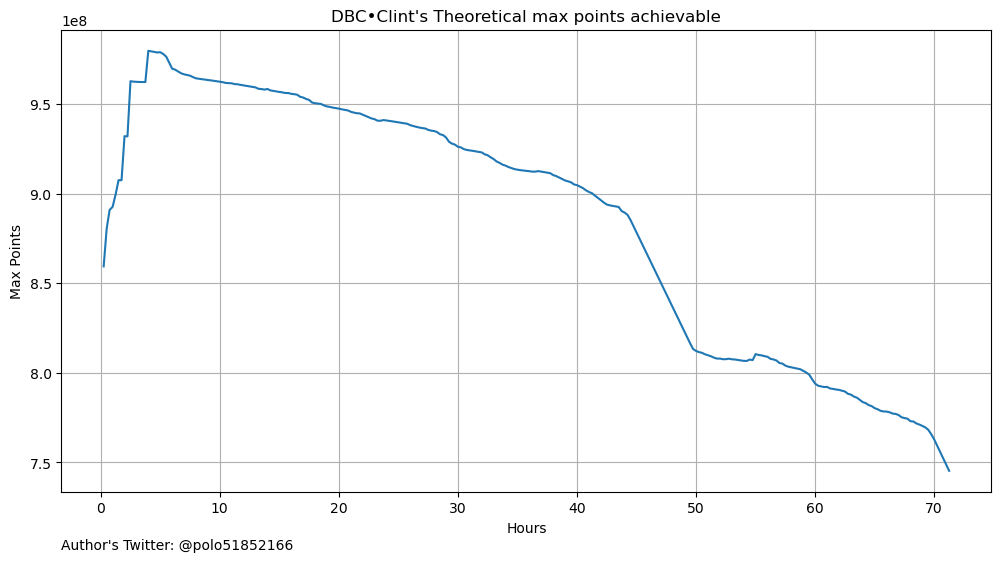 DBC•Clint's Theoretical max points achievable
1e8
9.5
9.0
8.5
8.0
7.5
Max Points
0 10 20 30 40 50 60 70
Hours
Author's Twitter: @polo51852166